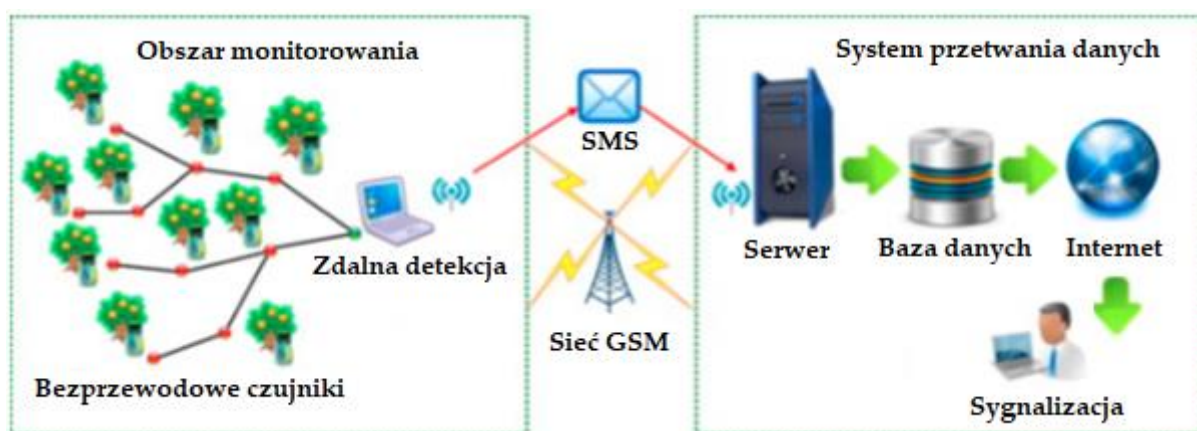 Obszar monitorowania
System przetwania danych
SMS
Zdalna detekcja
Serwer
Baza danych
Internet
Sieć GSM
Bezprzewodowe czujniki
Sygnalizacja